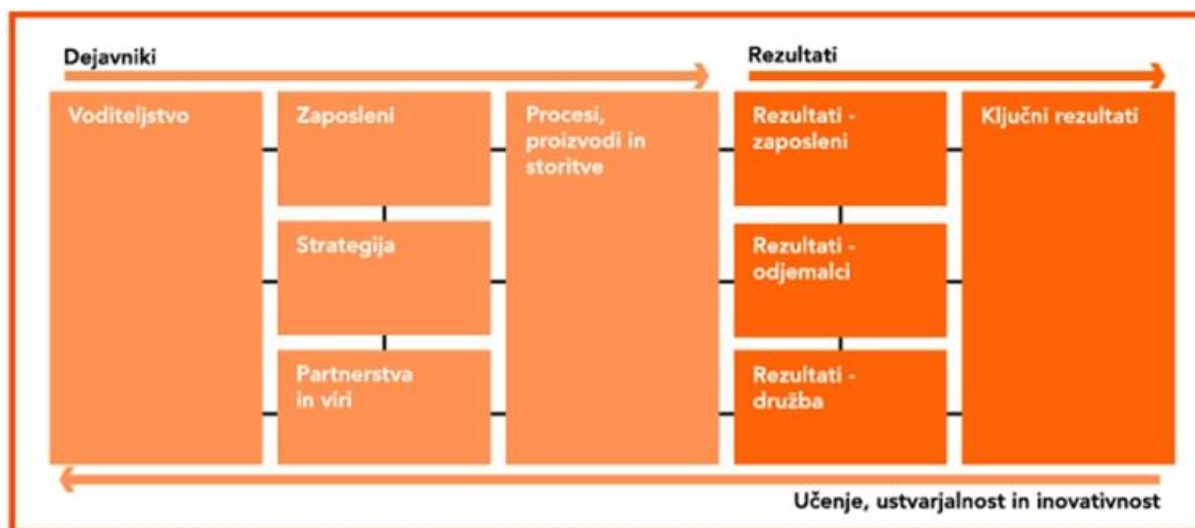 Dejavniki
Rezultati
Voditeljstvo
Zaposleni
Procesi,
proizvodi in
storitve
Rezultati -
zaposleni
Ključni rezultati
Strategija
Rezultati -
odjemalci
Partnerstva
in viri
Rezultati -
družba
Učenje, ustvarjalnost in inovativnost